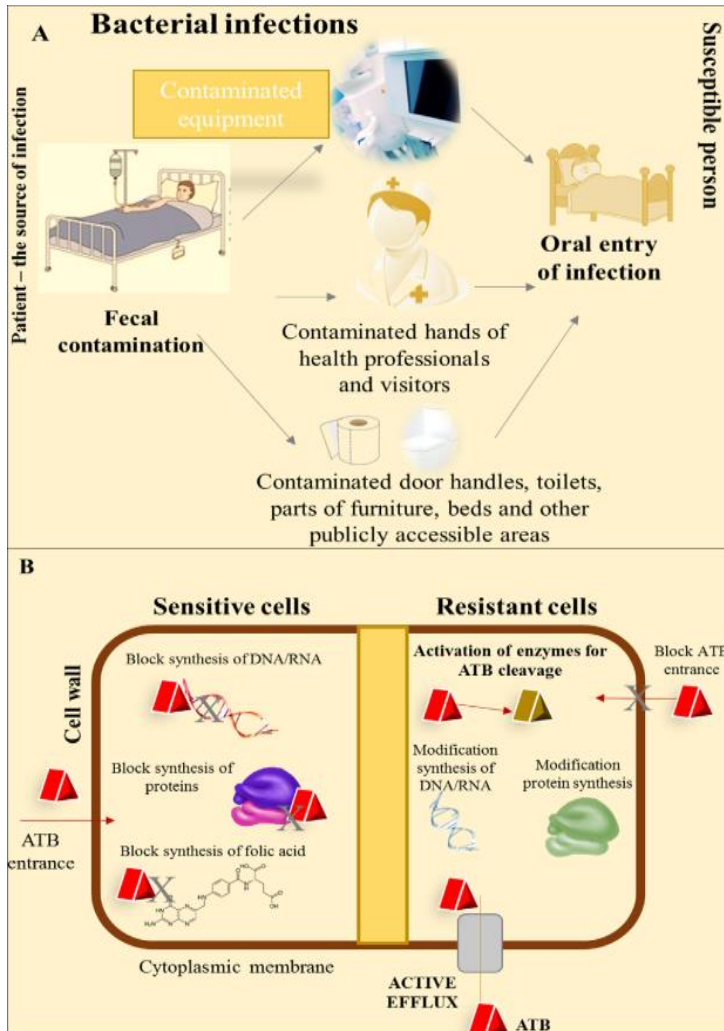 A
Bacterial infections
Susceptible person
Patient – the source of infection
Contaminated
equipment
Oral entry
of infection
Fecal
contamination
Contaminated hands of
health professionals
and visitors
Contaminated door handles, toilets,
parts of furniture, beds and other
publicly accessible areas
B
Sensitive cells
Resistant cells
Cell wall
Block synthesis of DNA/RNA
X
Activation of enzymes for
ATB cleavage
Block ATB
entrance
X
Block synthesis of
proteins
X
Modification
synthesis of
DNA/RNA
Modification
protein synthesis
ATB
entrance
Block synthesis of folic acid
X
Cytoplasmic membrane
ACTIVE
EFFLUX
ATB